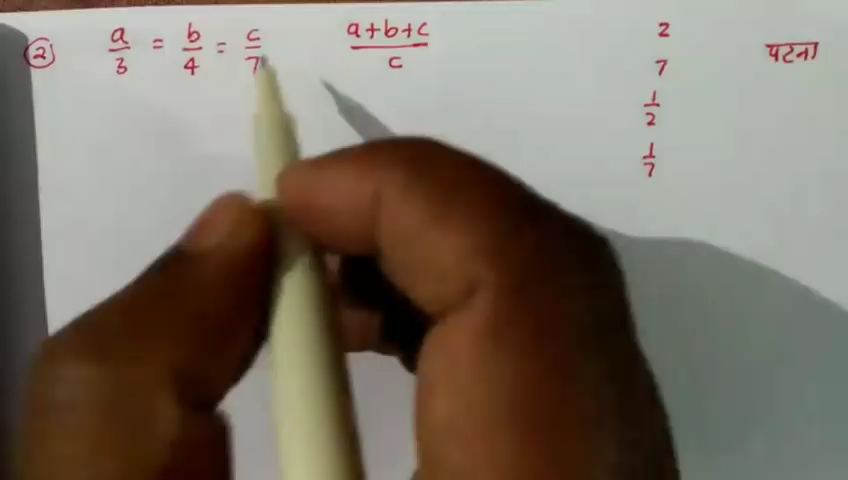 (2) a/3 = b/4 = c/7 (a+b+c)/c
2
7
1/2
1/7
पटना